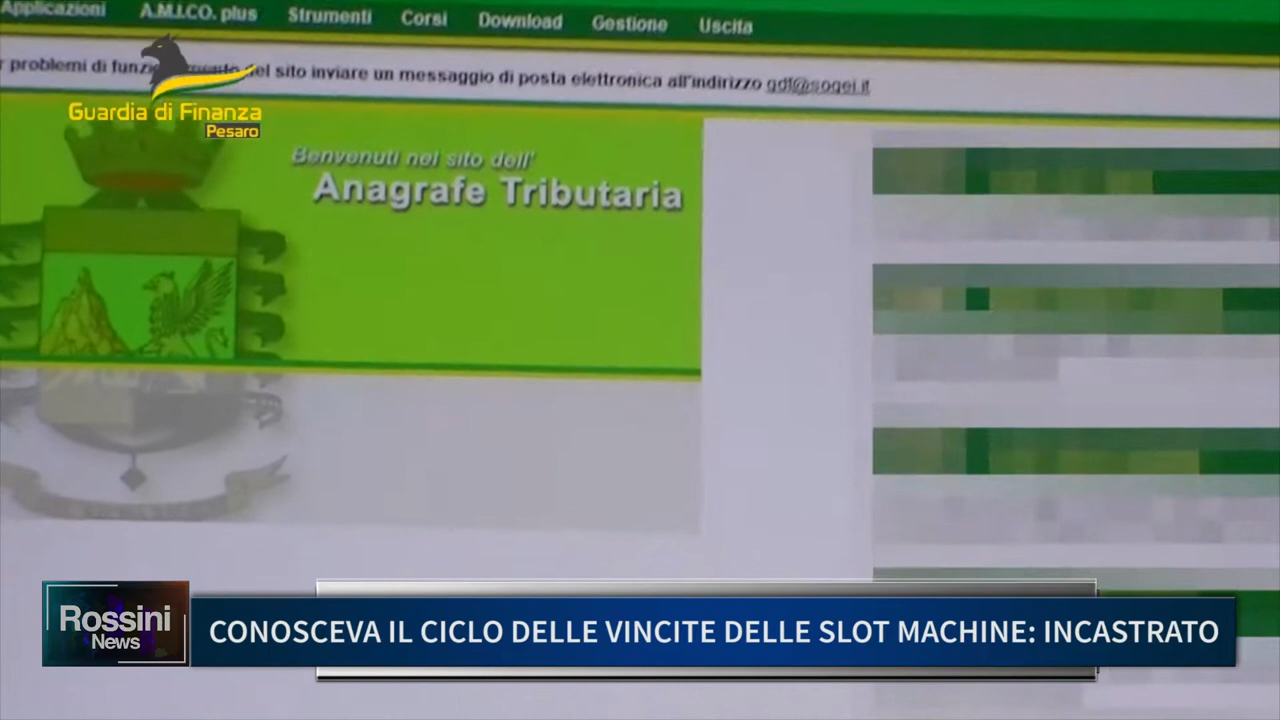 Applicazioni A.M.I.CO. plus Strumenti Corsi Download Gestione Uscita
problemi di del sito inviare un messaggio di posta elettronica all'indirizzo gdf@sogei.it
Guardia di Finanza
Pesaro
Benvenuti nel sito dell'
Anagrafe Tributaria
Rossini
News
CONOSCEVA IL CICLO DELLE VINCITE DELLE SLOT MACHINE: INCASTRATO